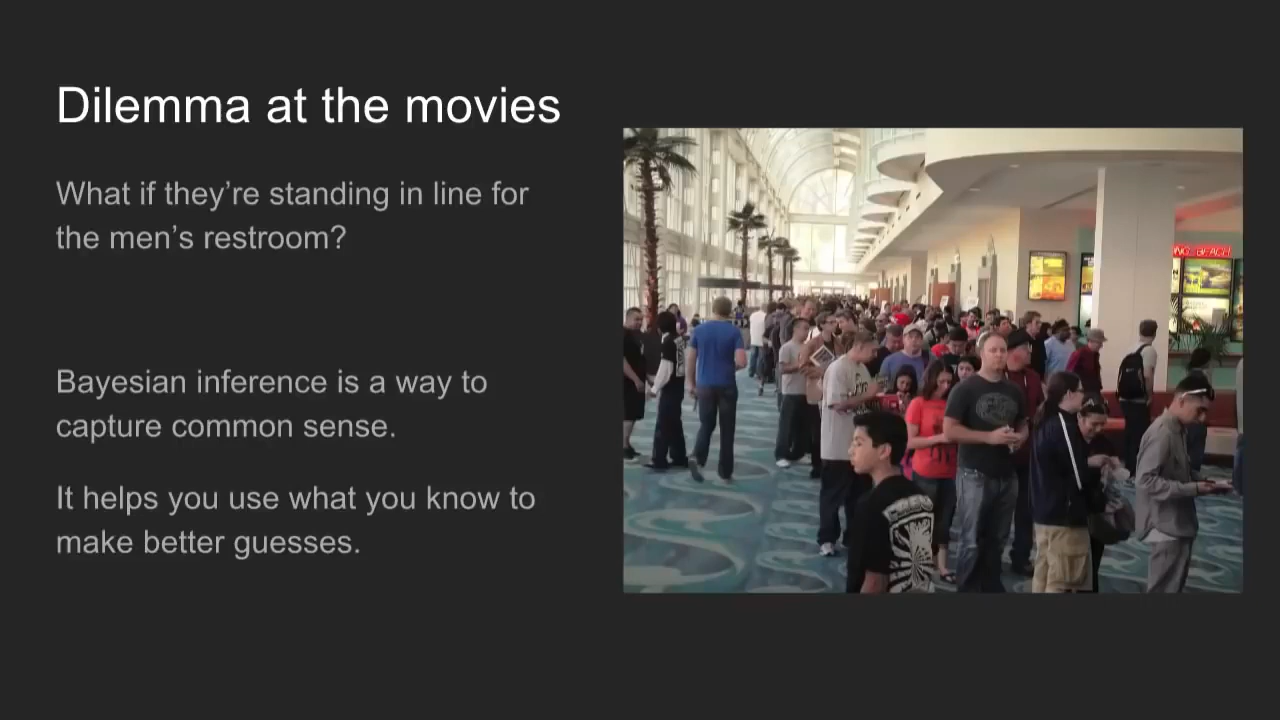 Dilemma at the movies
What if they’re standing in line for
the men’s restroom?
Bayesian inference is a way to
capture common sense.
It helps you use what you know to
make better guesses.